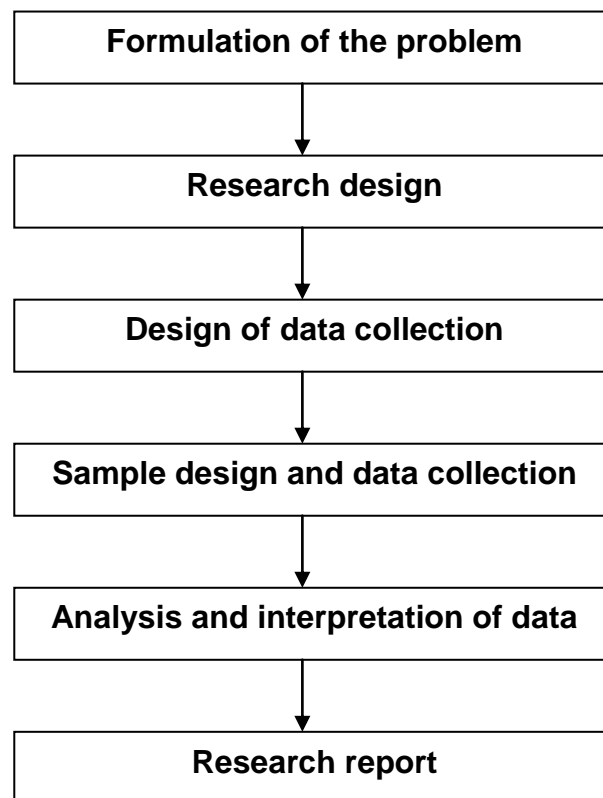 Formulation of the problem
Research design
Design of data collection
Sample design and data collection
Analysis and interpretation of data
Research report